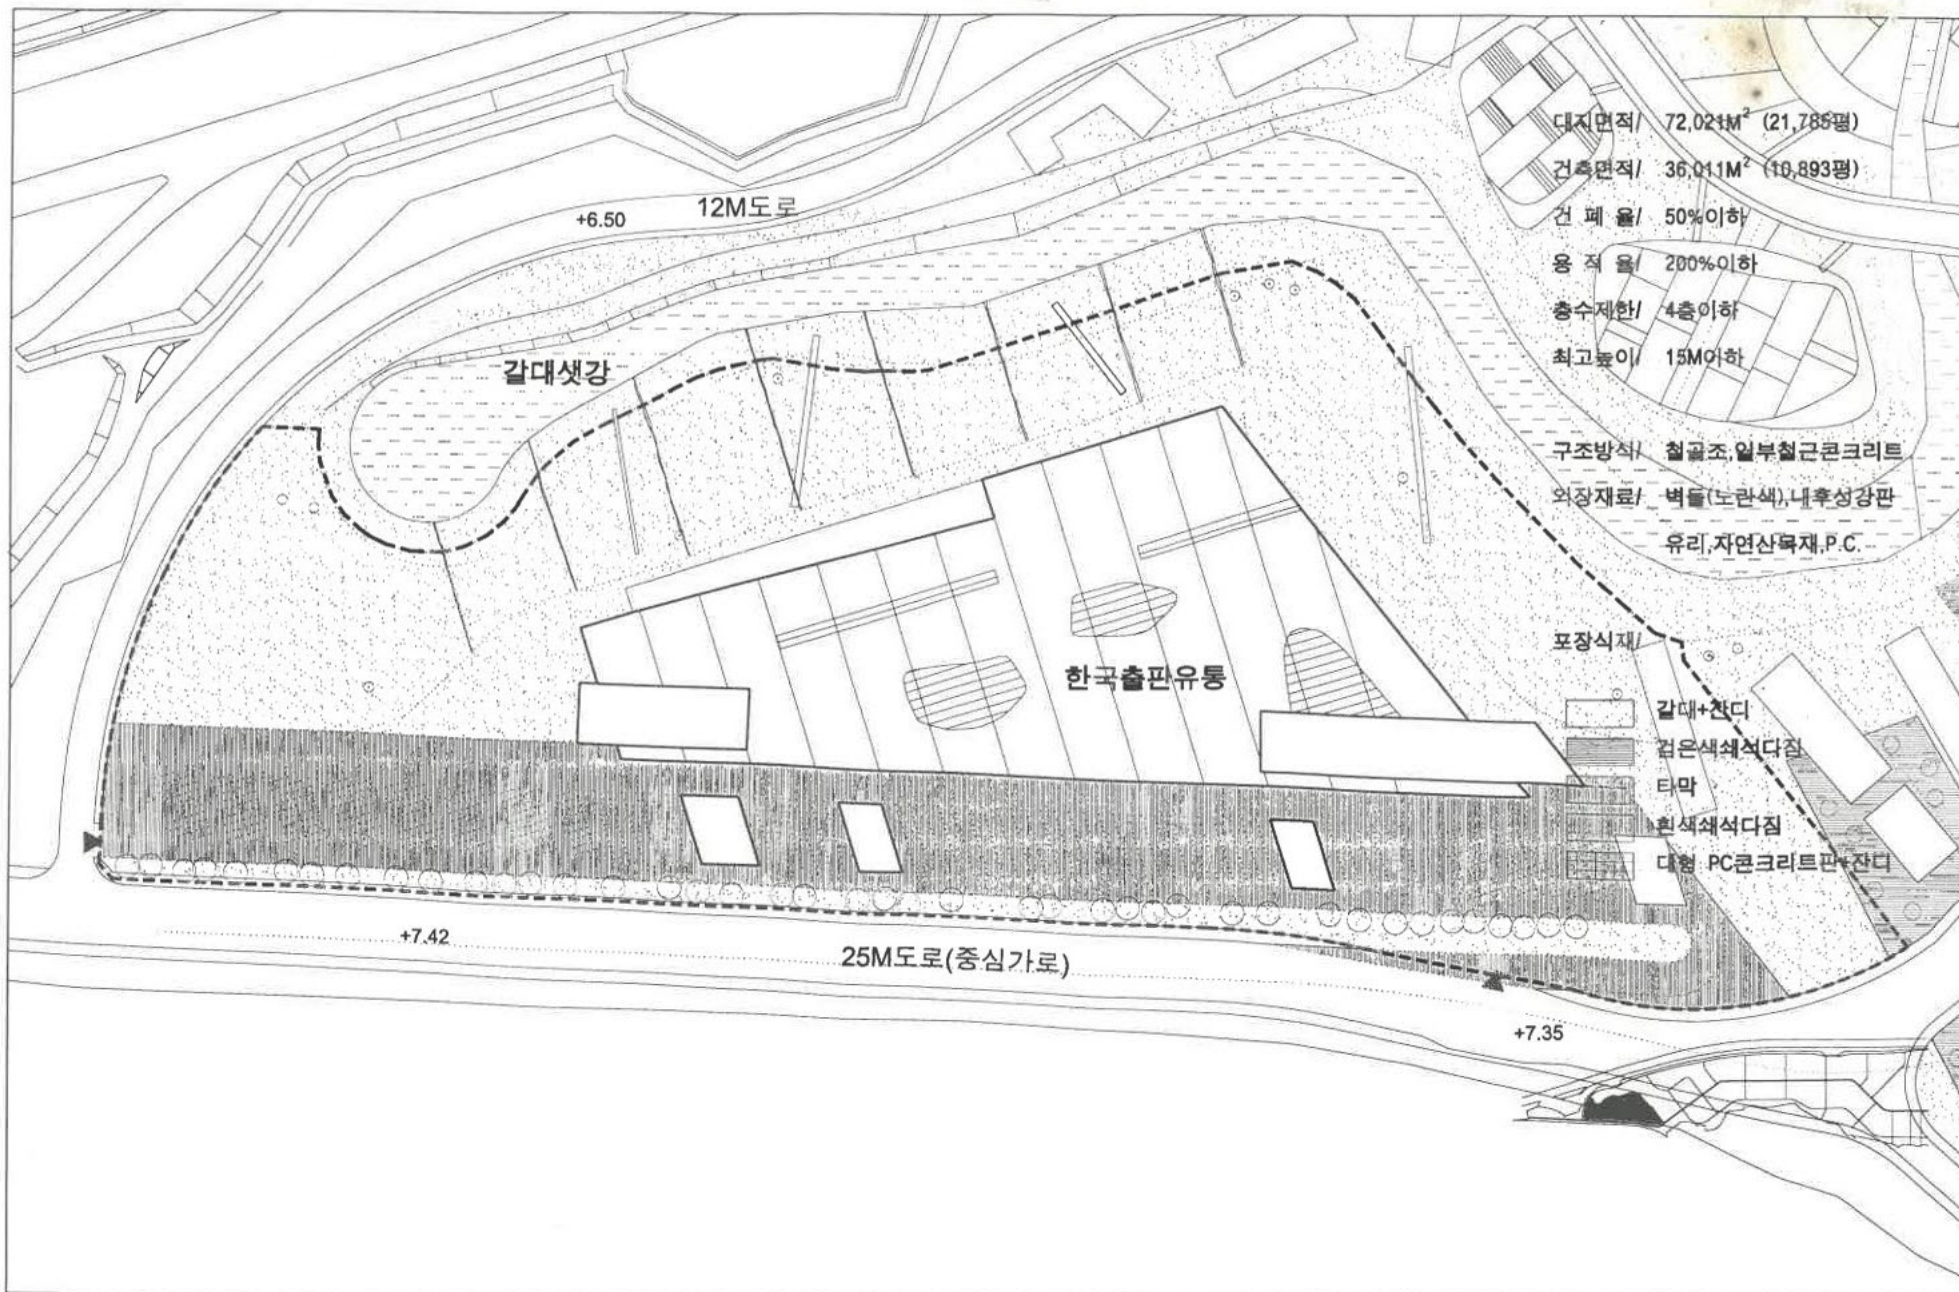 대지면적/ 72,021M² (21,785평)
건축면적/ 36,011M² (10,893평)
건 폐 율/ 50%이하
용 적 율/ 200%이하
층수제한/ 4층이하
최고높이/ 15M이하
구조방식/ 철골조,일부철근콘크리트
외장재료/ 벽돌(노란색),내후성강판
유리,자연산목재,P.C.
포장식재/
갈대+잔디
검은색쇄석다짐
타막
흰색쇄석다짐
대형 PC콘크리트판+잔디
+6.50
12M도로
갈대샛강
한국출판유통
+7.42
25M도로(중심가로)
+7.35